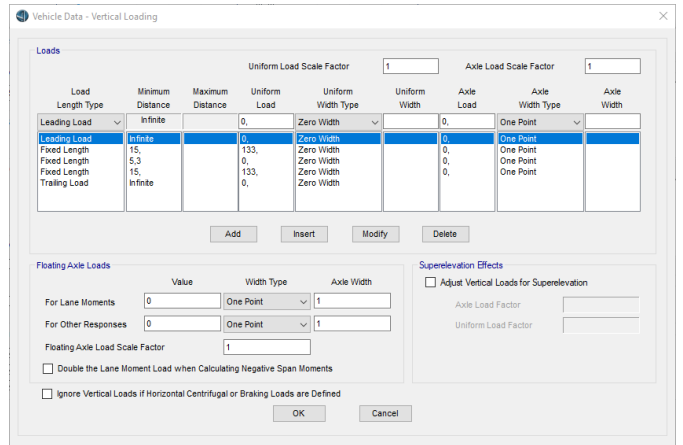 Vehicle Data - Vertical Loading
Loads
Uniform Load Scale Factor 1 Axle Load Scale Factor 1
Load Minimum Maximum Uniform Uniform Uniform Axle Axle Axle
Length Type Distance Distance Load Width Type Width Load Width Type Width
Leading Load Infinite 0, Zero Width 0, One Point
Leading Load Infinite 0, Zero Width 0, One Point
Fixed Length 15, 133, Zero Width 0, One Point
Fixed Length 5,3 0, Zero Width 0, One Point
Fixed Length 15, 133, Zero Width 0, One Point
Trailing Load Infinite 0, Zero Width
Add Insert Modify Delete
Floating Axle Loads
Value Width Type Axle Width
For Lane Moments 0 One Point 1
For Other Responses 0 One Point 1
Floating Axle Load Scale Factor 1
Double the Lane Moment Load when Calculating Negative Span Moments
Superelevation Effects
Adjust Vertical Loads for Superelevation
Axle Load Factor
Uniform Load Factor
Ignore Vertical Loads if Horizontal Centrifugal or Braking Loads are Defined
OK Cancel